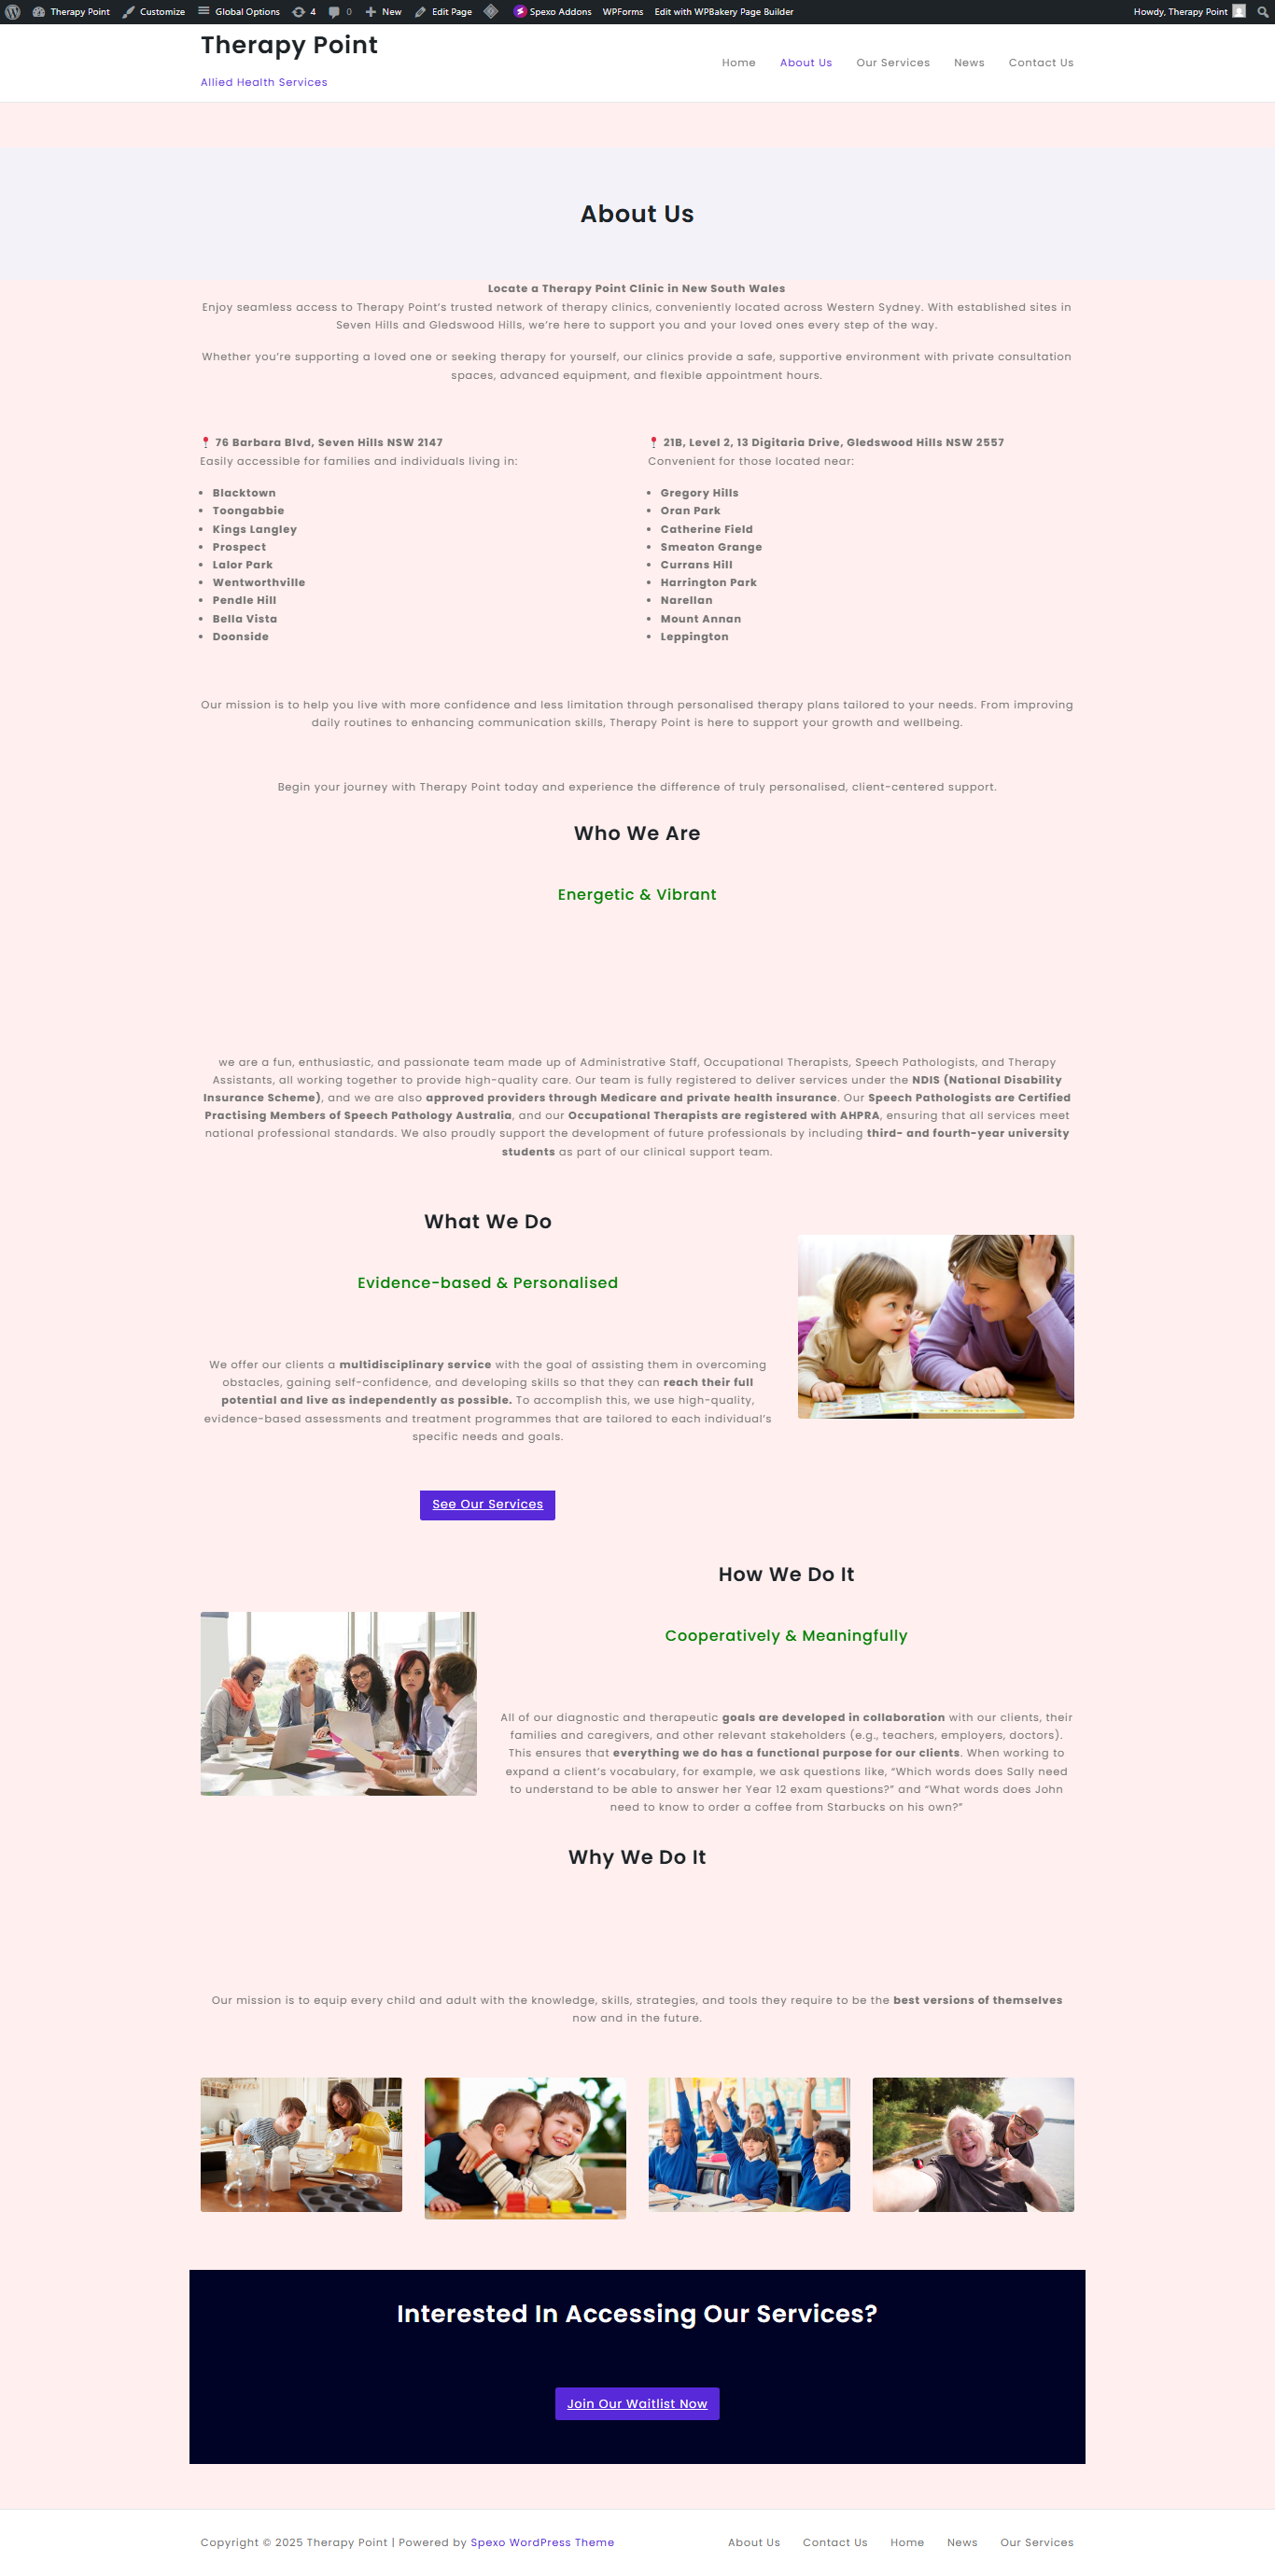 Therapy Point Customize Global Options 4 0 New Edit Page Spexo Addons WPForms Edit with WPBakery Page Builder Howdy, Therapy Point
Therapy Point
Allied Health Services
Home About Us Our Services News Contact Us
About Us
Locate a Therapy Point Clinic in New South Wales
Enjoy seamless access to Therapy Point’s trusted network of therapy clinics, conveniently located across Western Sydney. With established sites in
Seven Hills and Gledswood Hills, we’re here to support you and your loved ones every step of the way.
Whether you’re supporting a loved one or seeking therapy for yourself, our clinics provide a safe, supportive environment with private consultation
spaces, advanced equipment, and flexible appointment hours.
📍 76 Barbara Blvd, Seven Hills NSW 2147
Easily accessible for families and individuals living in:
• Blacktown
• Toongabbie
• Kings Langley
• Prospect
• Lalor Park
• Wentworthville
• Pendle Hill
• Bella Vista
• Doonside
📍 21B, Level 2, 13 Digitaria Drive, Gledswood Hills NSW 2557
Convenient for those located near:
• Gregory Hills
• Oran Park
• Catherine Field
• Smeaton Grange
• Currans Hill
• Harrington Park
• Narellan
• Mount Annan
• Leppington
Our mission is to help you live with more confidence and less limitation through personalised therapy plans tailored to your needs. From improving
daily routines to enhancing communication skills, Therapy Point is here to support your growth and wellbeing.
Begin your journey with Therapy Point today and experience the difference of truly personalised, client-centered support.
Who We Are
Energetic & Vibrant
we are a fun, enthusiastic, and passionate team made up of Administrative Staff, Occupational Therapists, Speech Pathologists, and Therapy
Assistants, all working together to provide high-quality care. Our team is fully registered to deliver services under the NDIS (National Disability
Insurance Scheme), and we are also approved providers through Medicare and private health insurance. Our Speech Pathologists are Certified
Practising Members of Speech Pathology Australia, and our Occupational Therapists are registered with AHPRA, ensuring that all services meet
national professional standards. We also proudly support the development of future professionals by including third- and fourth-year university
students as part of our clinical support team.
What We Do
Evidence-based & Personalised
We offer our clients a multidisciplinary service with the goal of assisting them in overcoming
obstacles, gaining self-confidence, and developing skills so that they can reach their full
potential and live as independently as possible. To accomplish this, we use high-quality,
evidence-based assessments and treatment programmes that are tailored to each individual’s
specific needs and goals.
See Our Services
How We Do It
Cooperatively & Meaningfully
All of our diagnostic and therapeutic goals are developed in collaboration with our clients, their
families and caregivers, and other relevant stakeholders (e.g., teachers, employers, doctors).
This ensures that everything we do has a functional purpose for our clients. When working to
expand a client’s vocabulary, for example, we ask questions like, “Which words does Sally need
to understand to be able to answer her Year 12 exam questions?” and “What words does John
need to know to order a coffee from Starbucks on his own?”
Why We Do It
Our mission is to equip every child and adult with the knowledge, skills, strategies, and tools they require to be the best versions of themselves
now and in the future.
Interested In Accessing Our Services?
Join Our Waitlist Now
Copyright © 2025 Therapy Point | Powered by Spexo WordPress Theme
About Us Contact Us Home News Our Services